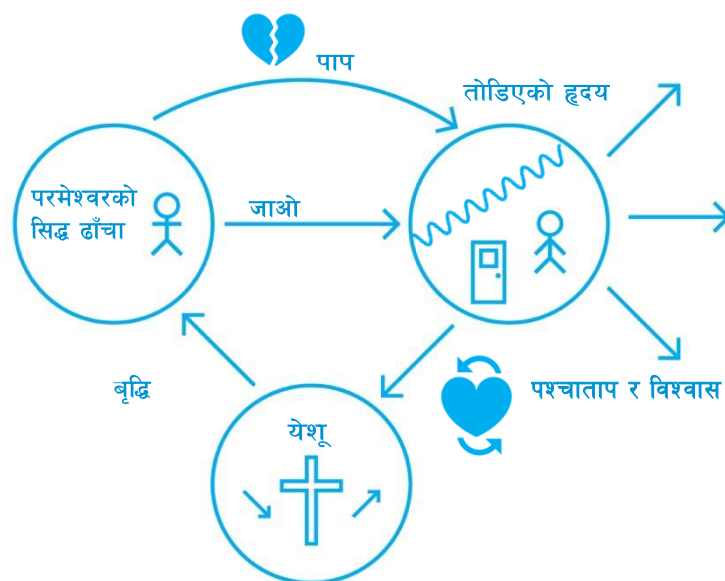 पाप
तोडिएको हृदय
परमेश्वरको
सिद्ध ढाँचा
जाओ
बृद्धि
पश्चाताप र विश्वास
येशू